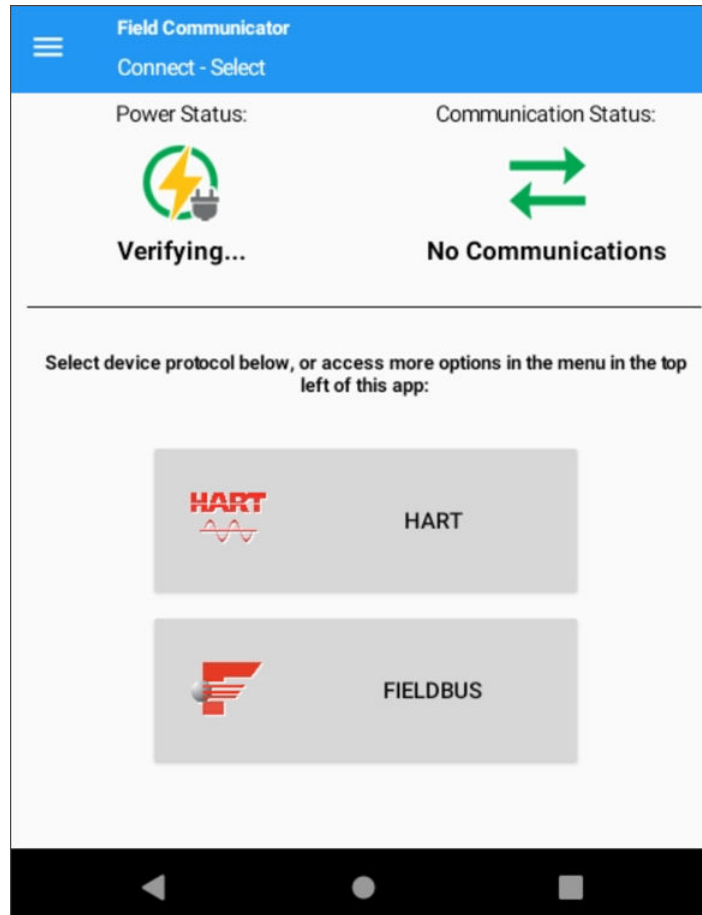 Field Communicator
Connect - Select
Power Status:
Communication Status:
Verifying...
No Communications
Select device protocol below, or access more options in the menu in the top
left of this app:
HART
HART
FIELDBUS